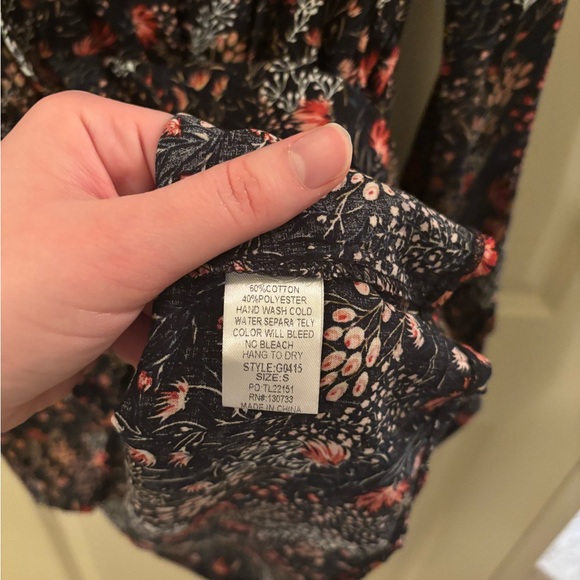 60%COTTON
40%POLYESTER
HAND WASH COLD
WATER SEPARA TELY
COLOR WILL BLEED
NO BLEACH
HANG TO DRY
STYLE:G0415
SIZE:S
PO:TL22151
RN#:130733
MADE IN CHINA